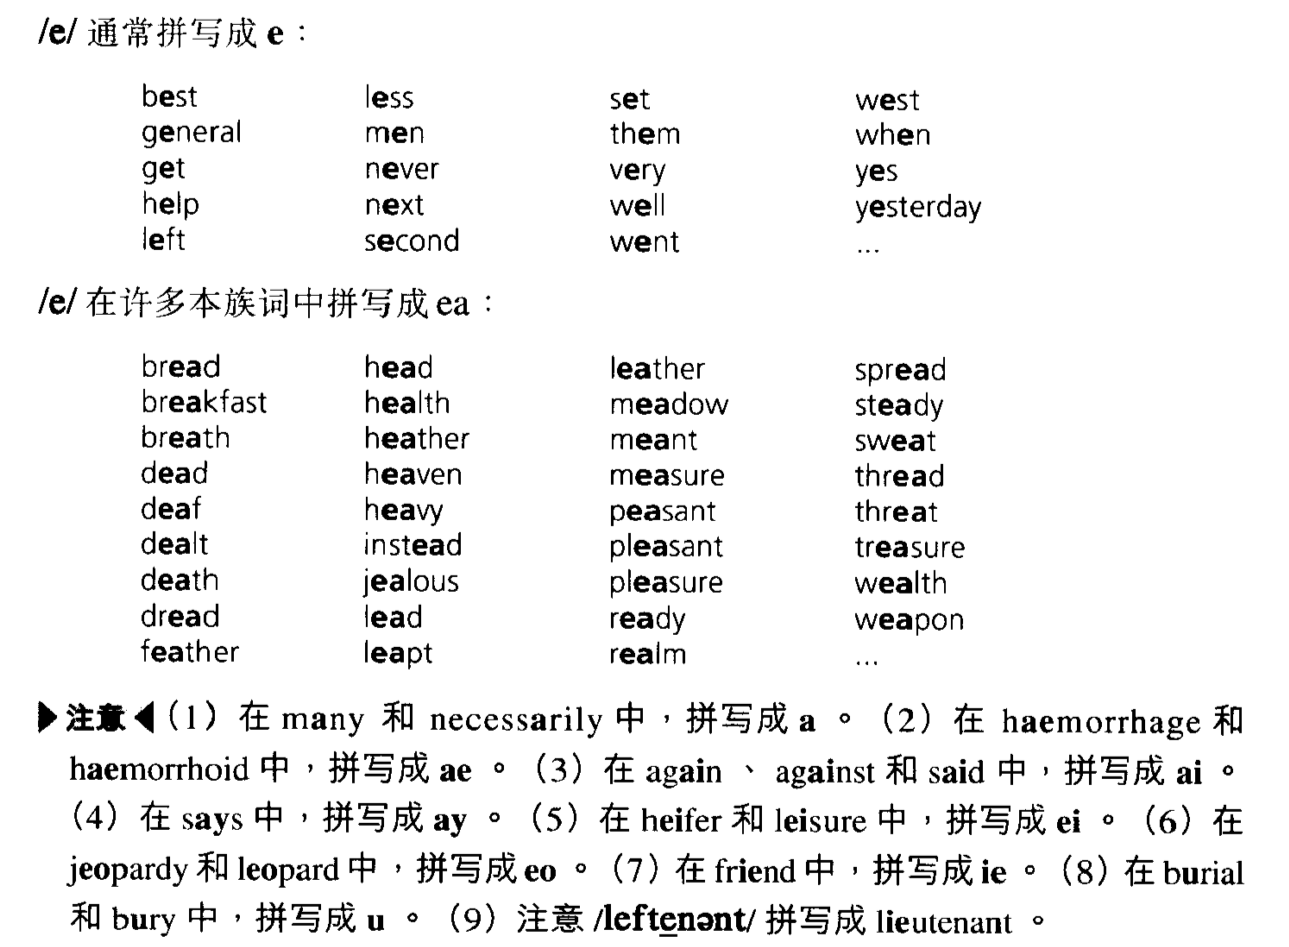 /e/ 通常拼写成 e：
best less set west
general men them when
get never very yes
help next well yesterday
left second went ...
/e/ 在许多本族词中拼写成 ea：
bread head leather spread
breakfast health meadow steady
breath heather meant sweat
dead heaven measure thread
deaf heavy peasant threat
dealt instead pleasant treasure
death jealous pleasure wealth
dread lead ready weapon
feather leapt realm ...
▶注意◀（1）在 many 和 necessarily 中，拼写成 a 。（2）在 haemorrhage 和
haemorrhoid 中，拼写成 ae 。（3）在 again 、 against 和 said 中，拼写成 ai 。
（4）在 says 中，拼写成 ay 。（5）在 heifer 和 leisure 中，拼写成 ei 。（6）在
jeopardy 和 leopard 中，拼写成 eo 。（7）在 friend 中，拼写成 ie 。（8）在 burial
和 bury 中，拼写成 u 。（9）注意 /leftenənt/ 拼写成 lieutenant 。